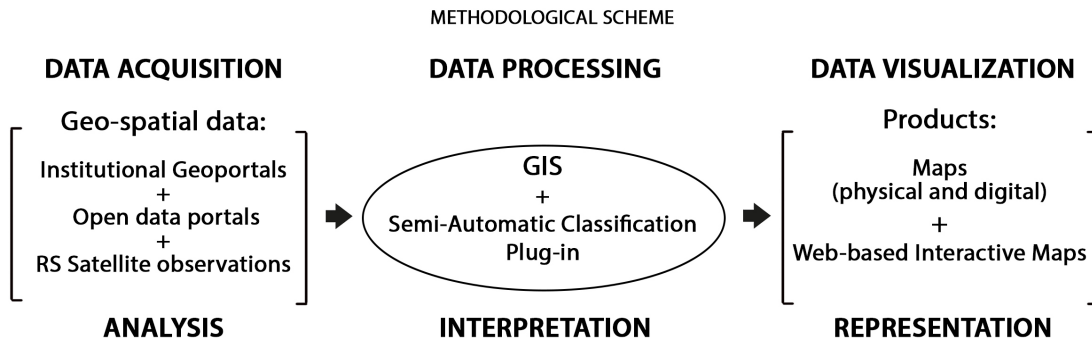 METHODOLOGICAL SCHEME
DATA ACQUISITION
Geo-spatial data:
Institutional Geoportals
+
Open data portals
+
RS Satellite observations
ANALYSIS
DATA PROCESSING
GIS
+
Semi-Automatic Classification
Plug-in
INTERPRETATION
DATA VISUALIZATION
Products:
Maps
(physical and digital)
+
Web-based Interactive Maps
REPRESENTATION